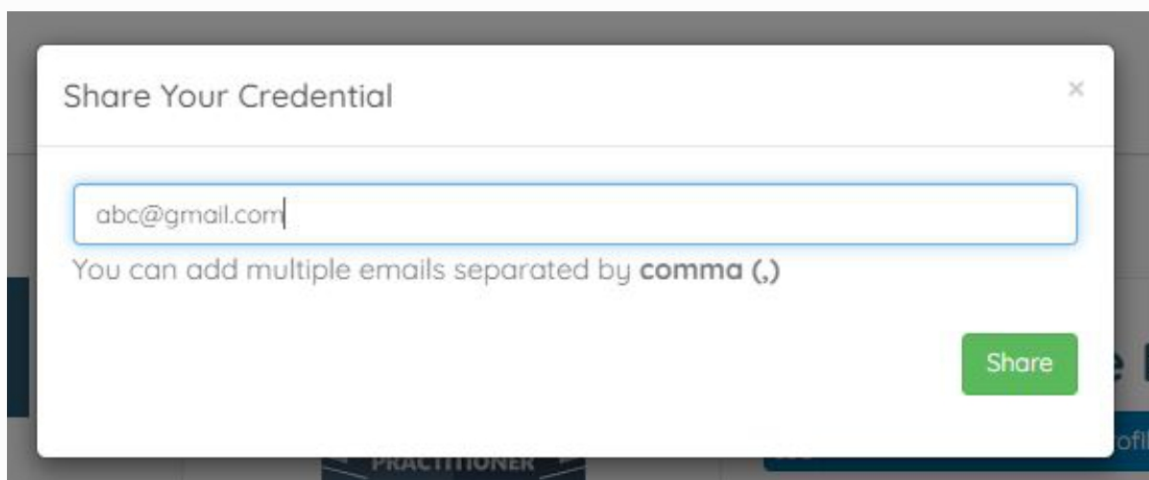 Share Your Credential ×
abc@gmail.com
You can add multiple emails separated by comma (,)
Share
PRACTITIONER